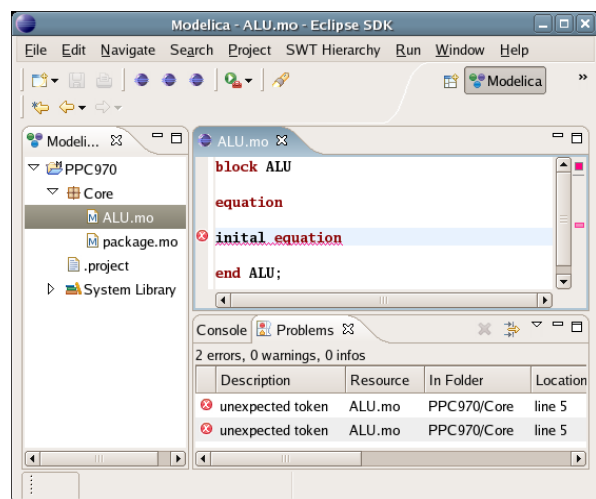 Modelica - ALU.mo - Eclipse SDK
File Edit Navigate Search Project SWT Hierarchy Run Window Help
Modelica »
Modeli...
PPC970
Core
ALU.mo
package.mo
.project
System Library
ALU.mo
block ALU
equation
inital equation
end ALU;
Console Problems
2 errors, 0 warnings, 0 infos
Description Resource In Folder Location
unexpected token ALU.mo PPC970/Core line 5
unexpected token ALU.mo PPC970/Core line 5